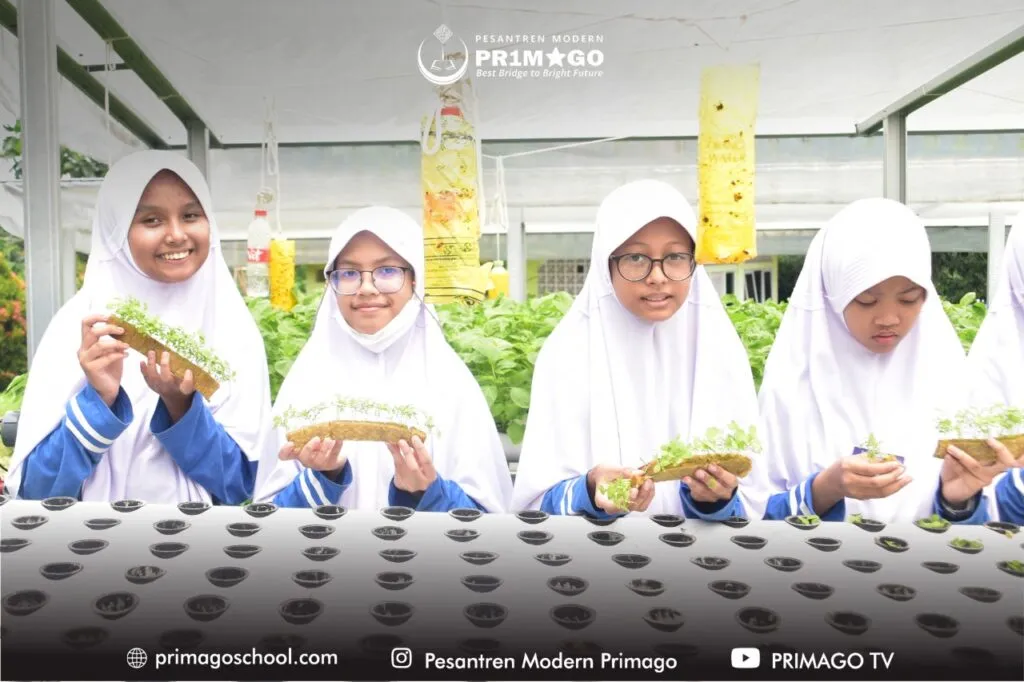 PESANTREN MODERN
PR1M★GO
Best Bridge to Bright Future
primagoschool.com
Pesantren Modern Primago
PRIMAGO TV